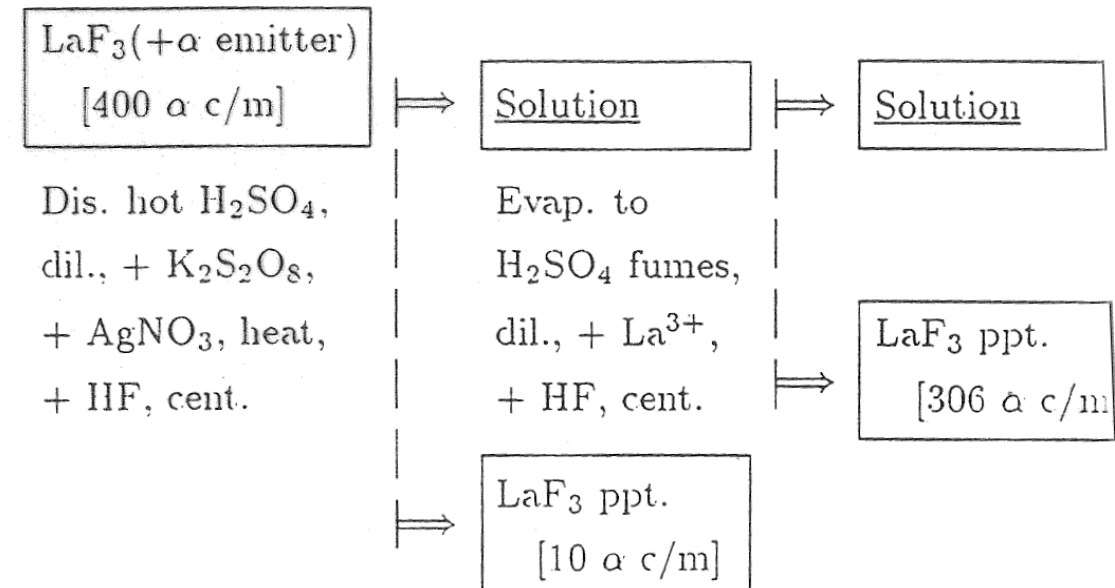 LaF₃(+α emitter)
[400 α c/m]
Dis. hot H₂SO₄,
dil., + K₂S₂O₈,
+ AgNO₃, heat,
+ HF, cent.
Solution
Evap. to
H₂SO₄ fumes,
dil., + La³⁺,
+ HF, cent.
LaF₃ ppt.
[10 α c/m]
Solution
LaF₃ ppt.
[306 α c/m